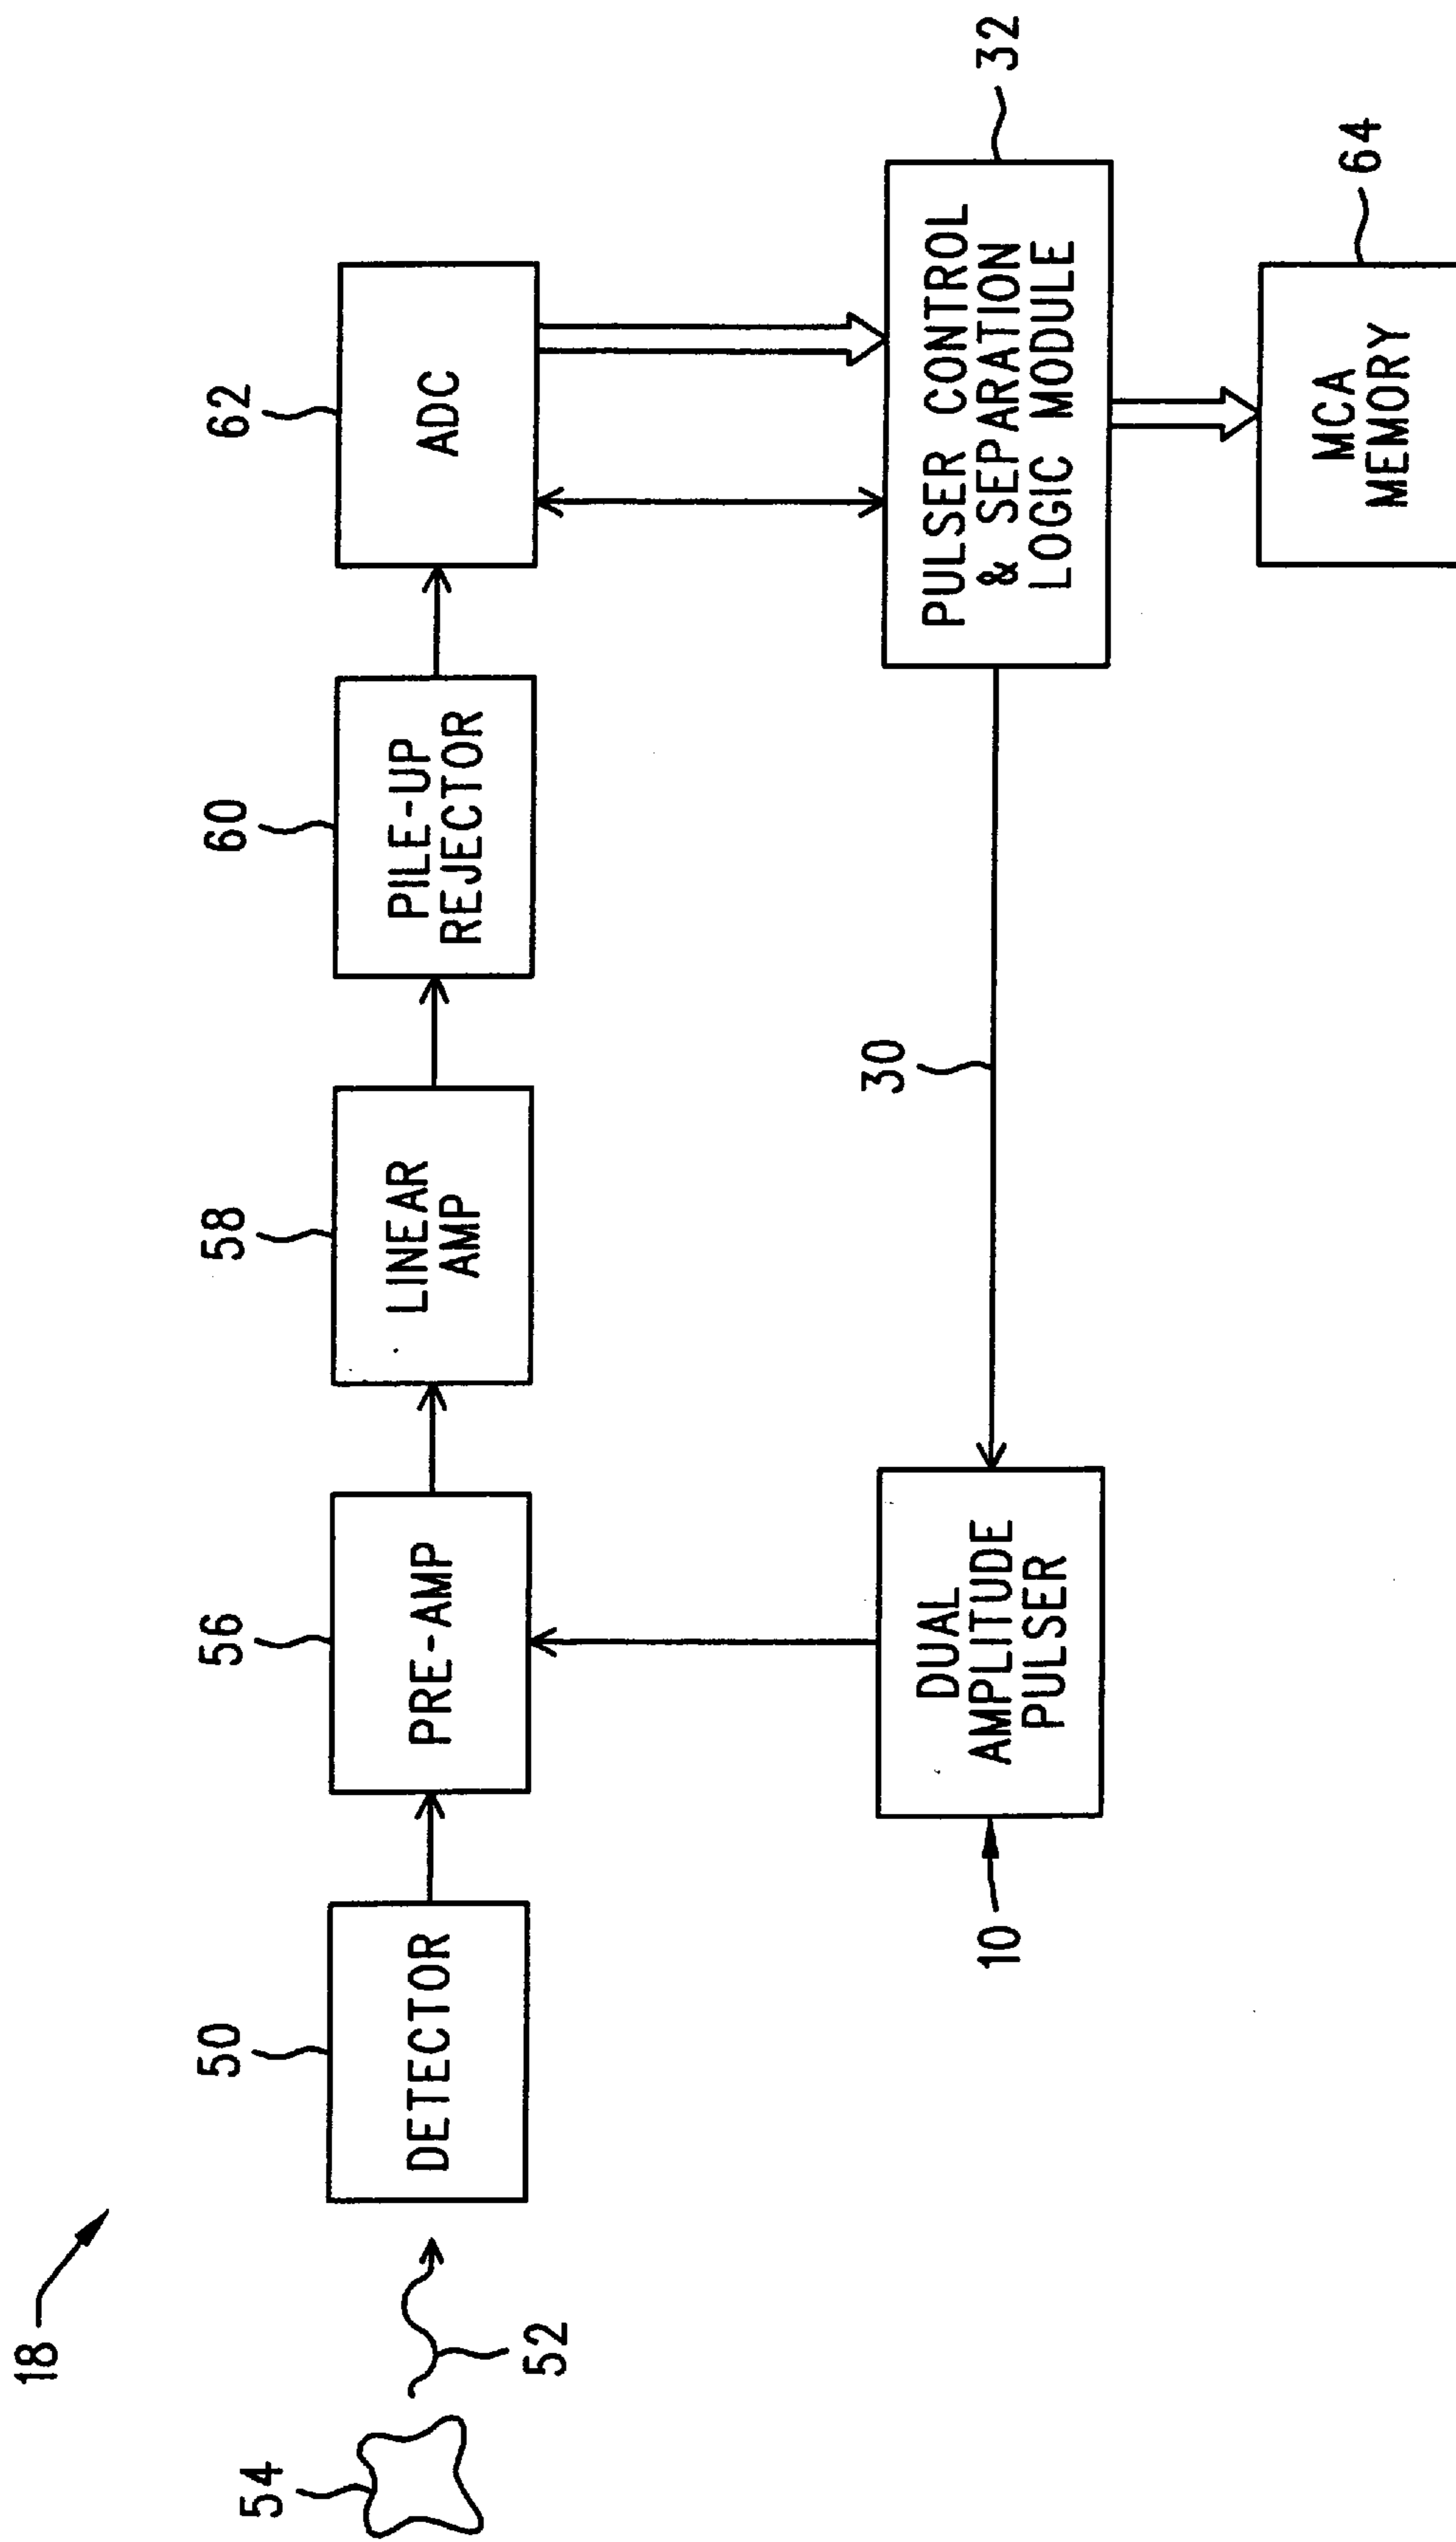 18
54
52
50
DETECTOR
56
PRE-AMP
58
LINEAR
AMP
60
PILE-UP
REJECTOR
62
ADC
10
DUAL
AMPLITUDE
PULSER
30
PULSER CONTROL
& SEPARATION
LOGIC MODULE
32
MCA
MEMORY
64